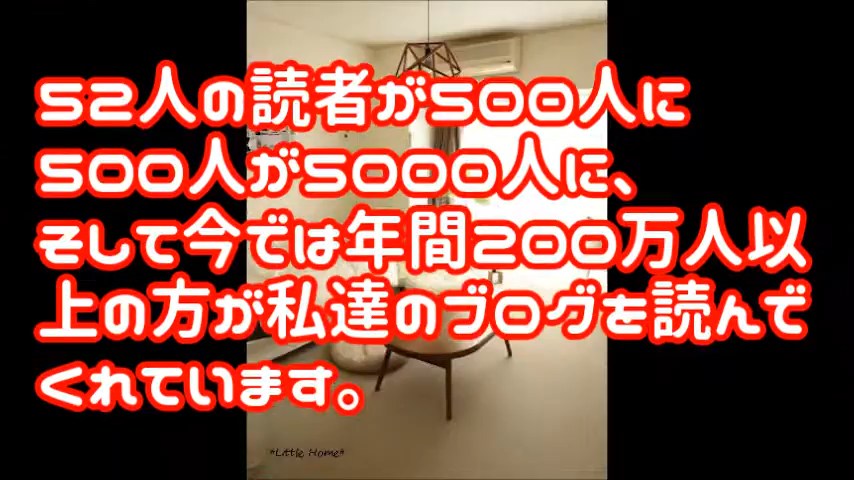 52人の読者が500人に
500人が5000人に、
そして今では年間200万人以
上の方が私達のブログを読んで
くれています。
*Little Home*